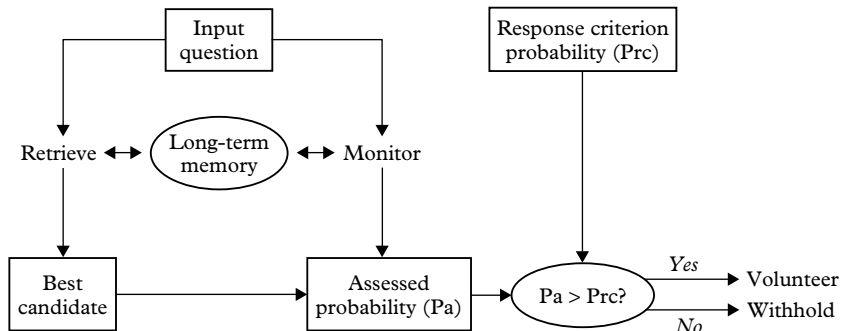 Input
question
Response criterion
probability (Prc)
Retrieve
Long-term
memory
Monitor
Best
candidate
Assessed
probability (Pa)
Pa > Prc?
Yes
Volunteer
No
Withhold